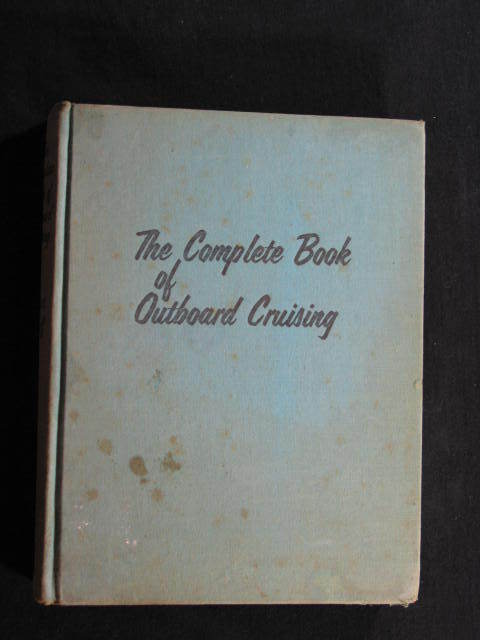 The Complete Book
of
Outboard Cruising